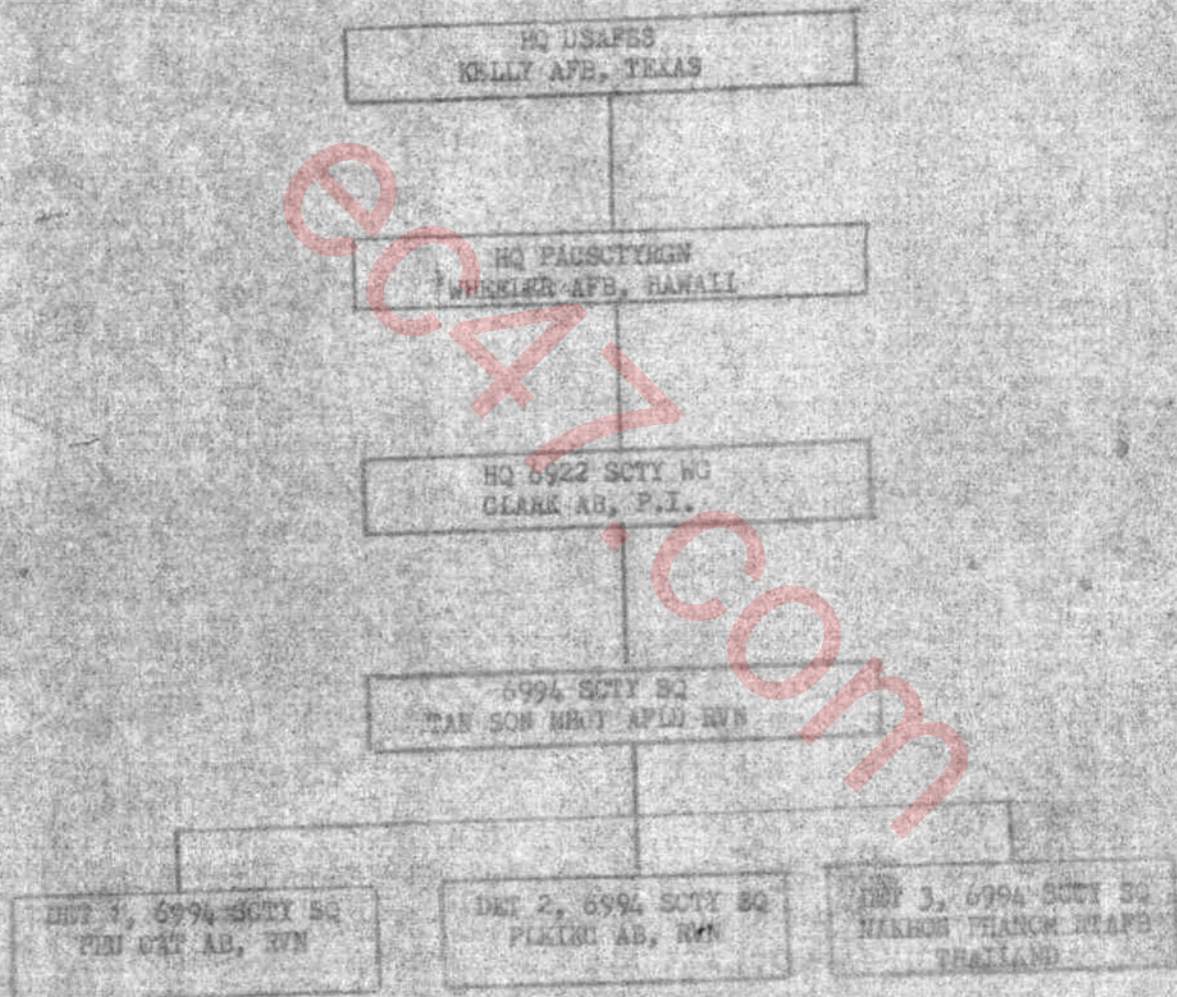 HQ USAFSS
KELLY AFB, TEXAS
HQ PACSCTYRGN
WHEELER AFB, HAWAII
HQ 6922 SCTY WG
CLARK AB, P.I.
6994 SCTY SQ
TAN SON NHUT AFLD RVN
DET 1, 6994 SCTY SQ
PHU CAT AB, RVN
DET 2, 6994 SCTY SQ
PLEIKU AB, RVN
DET 3, 6994 SCTY SQ
NAKHON PHANOM RTAFB
THAILAND
ec47.com